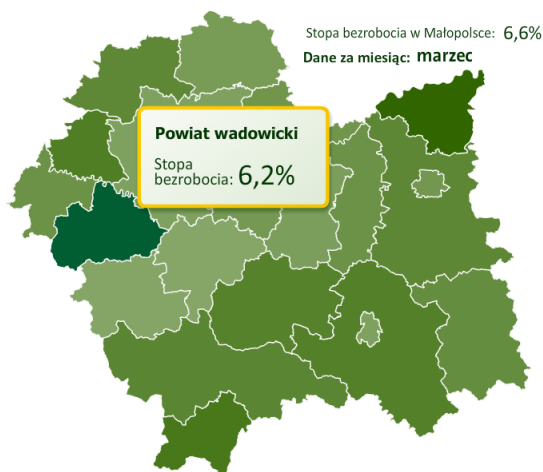 Stopa bezrobocia w Małopolsce: 6,6%
Dane za miesiąc: marzec
Powiat wadowicki
Stopa
bezrobocia: 6,2%